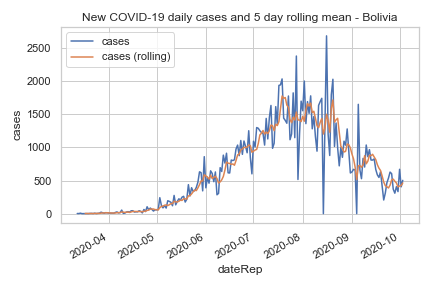 New COVID-19 daily cases and 5 day rolling mean - Bolivia
cases
cases (rolling)
2500
2000
1500
1000
500
0
cases
2020-04
2020-05
2020-06
2020-07
2020-08
2020-09
2020-10
dateRep